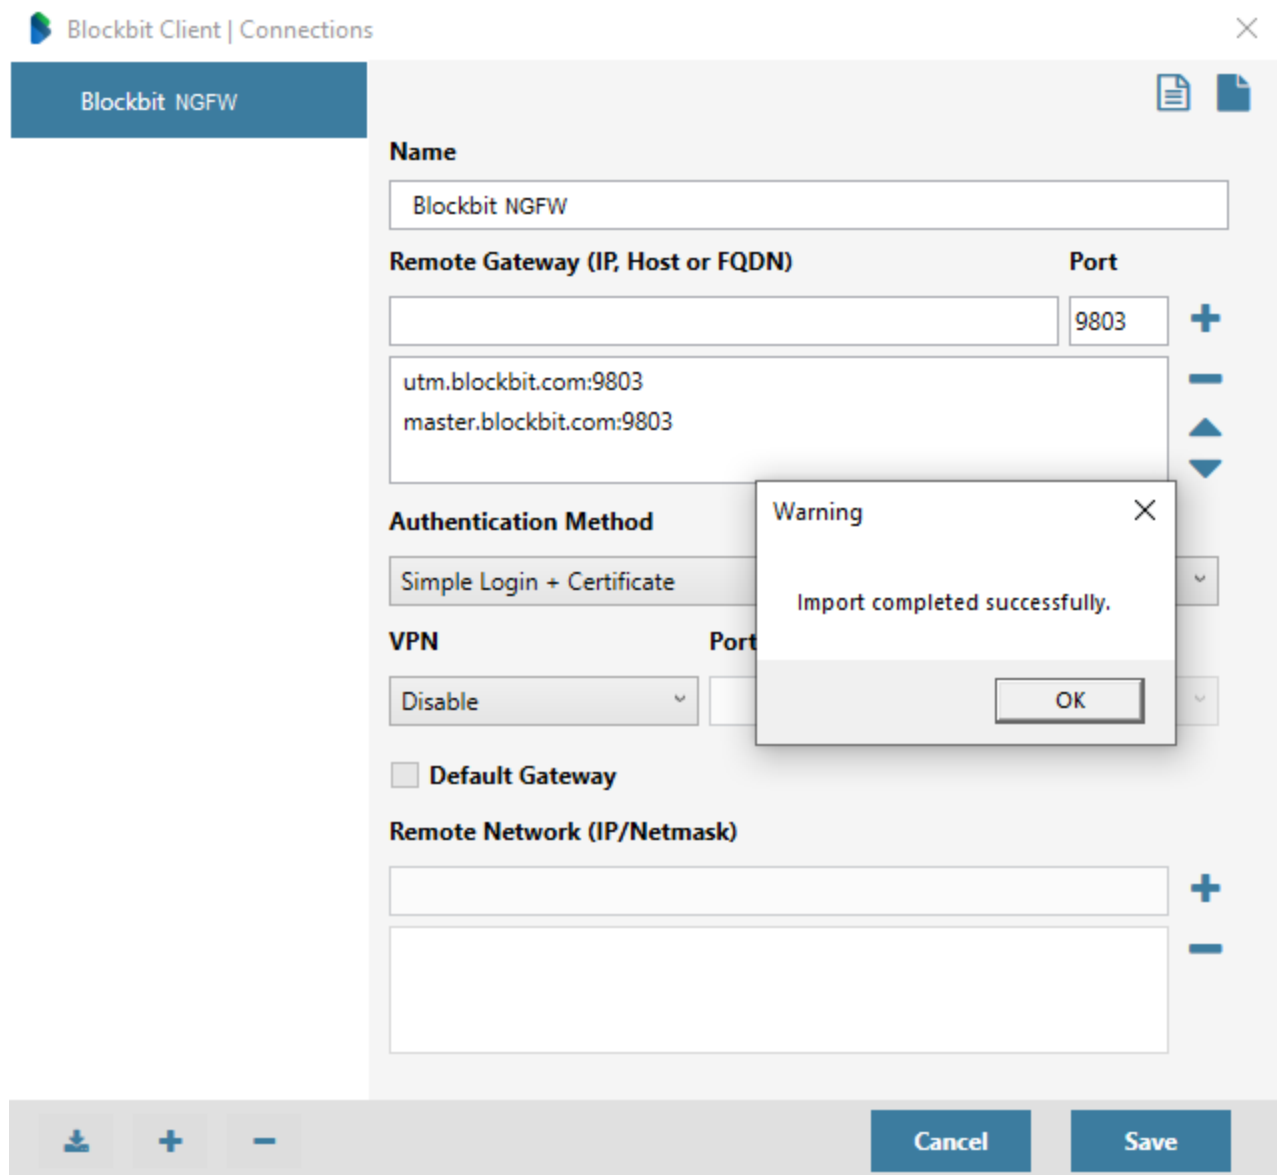 Blockbit Client | Connections
Blockbit NGFW
Name
Blockbit NGFW
Remote Gateway (IP, Host or FQDN)
Port
9803
utm.blockbit.com:9803
master.blockbit.com:9803
Authentication Method
Simple Login + Certificate
Warning
Import completed successfully.
OK
VPN
Port
Disable
Default Gateway
Remote Network (IP/Netmask)
Cancel
Save